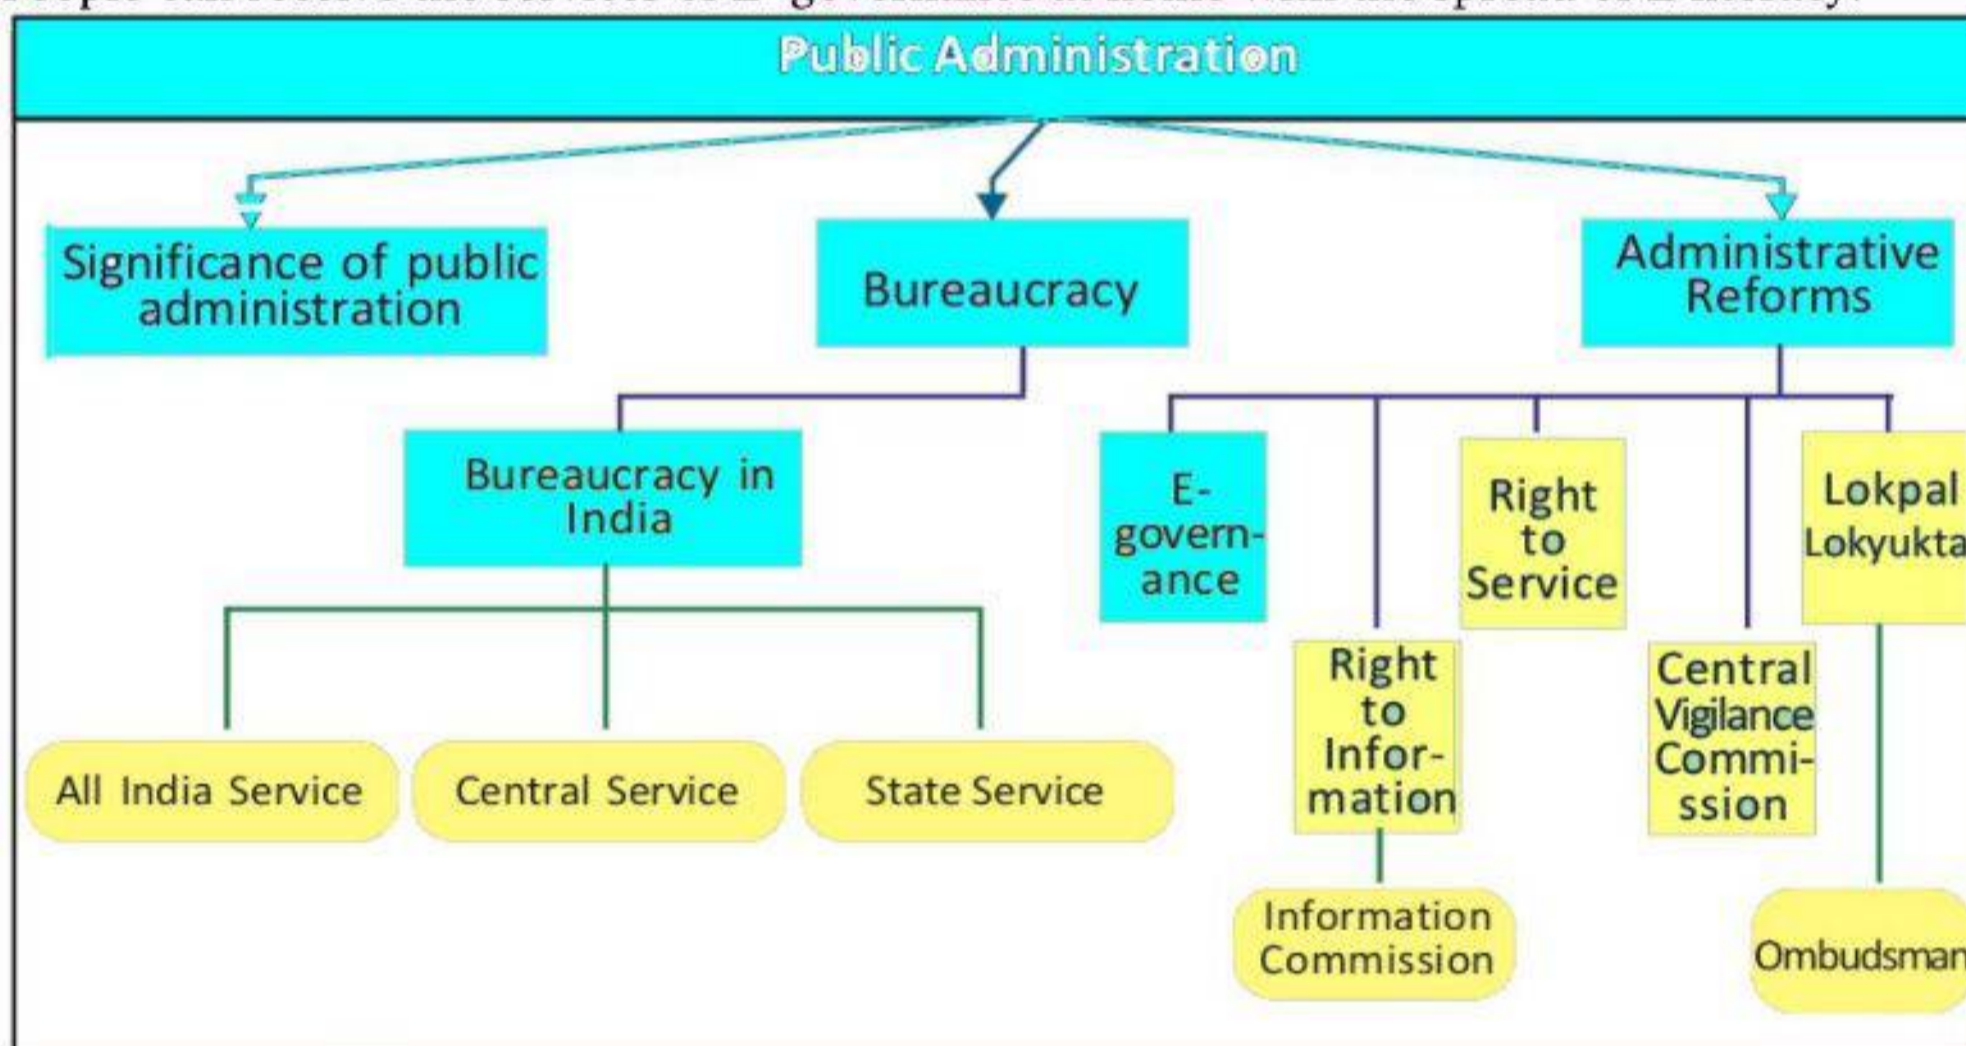 Public Administration
Significance of public
administration
Bureaucracy
Administrative
Reforms
Bureaucracy in
India
E-
govern-
ance
Right
to
Service
Lokpal
Lokyukta
Right
to
Infor-
mation
Central
Vigilance
Commi-
ssion
All India Service
Central Service
State Service
Information
Commission
Ombudsman